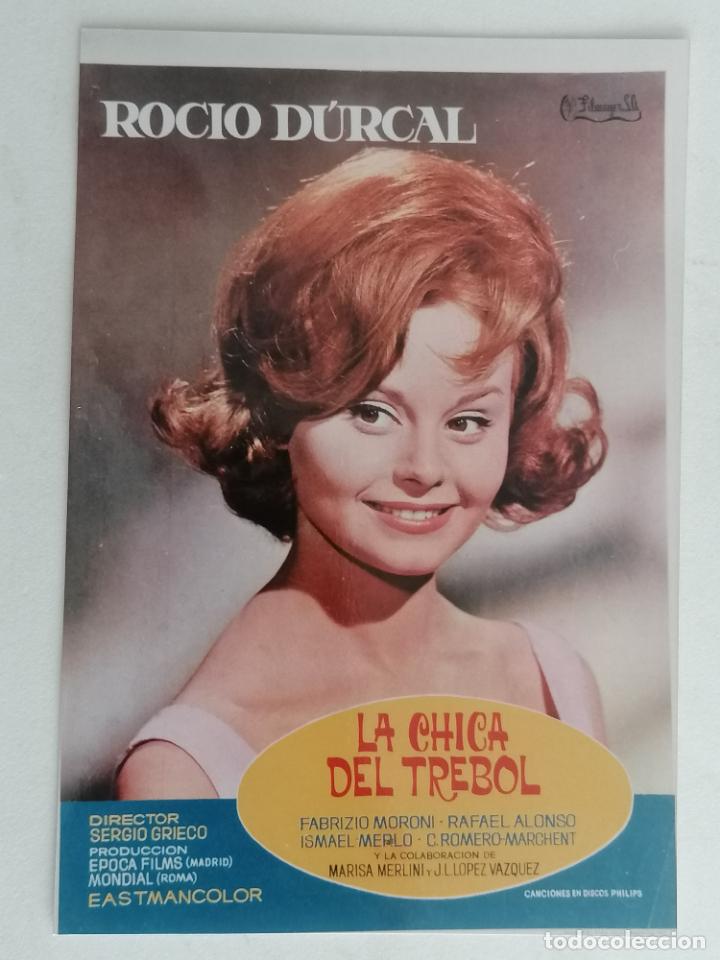 ROCIO DÚRCAL
Filmayer S.A.
LA CHICA
DEL TREBOL
FABRIZIO MORONI - RAFAEL ALONSO
ISMAEL MERLO - C. ROMERO-MARCHENT
Y LA COLABORACION DE
MARISA MERLINI Y J.L. LOPEZ VAZQUEZ
DIRECTOR
SERGIO GRIECO
PRODUCCION
EPOCA FILMS (MADRID)
MONDIAL (ROMA)
EASTMANCOLOR
CANCIONES EN DISCOS PHILIPS
todocoleccion